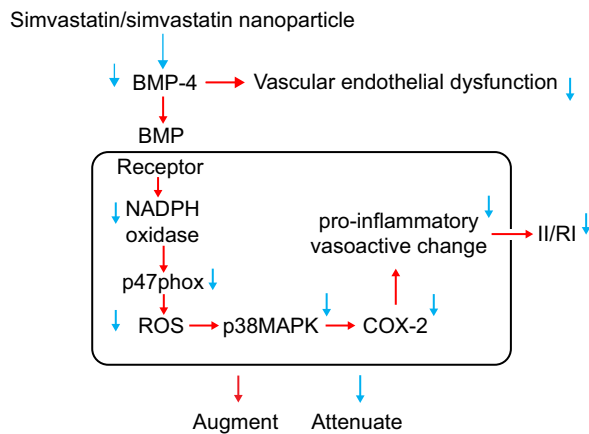 Simvastatin/simvastatin nanoparticle
BMP-4
Vascular endothelial dysfunction
BMP
Receptor
NADPH
oxidase
pro-inflammatory
vasoactive change
II/RI
p47phox
ROS
p38MAPK
COX-2
Augment
Attenuate